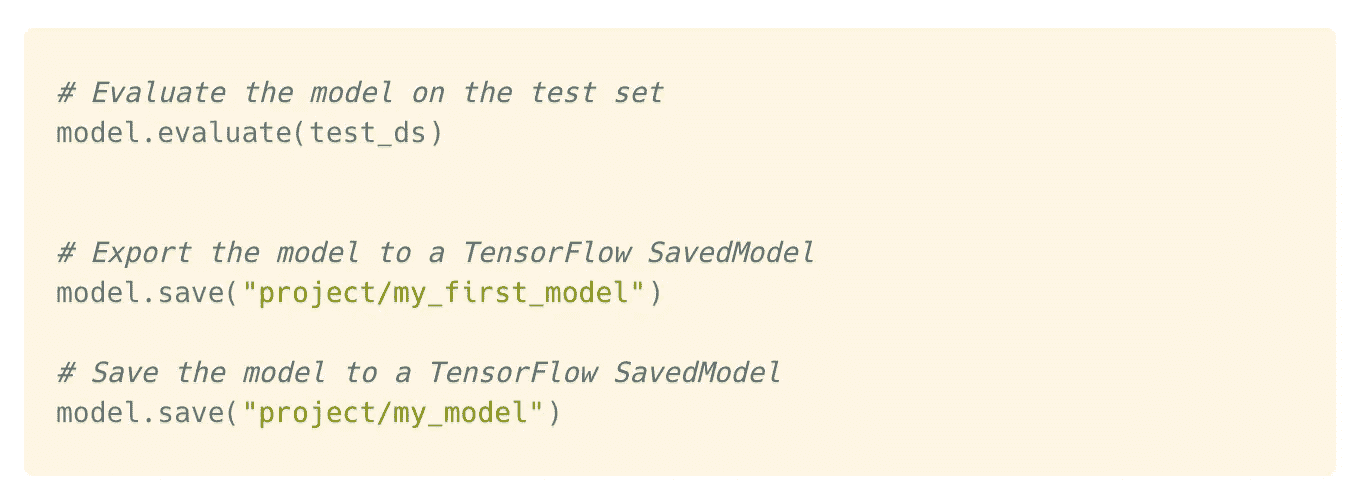 # Evaluate the model on the test set
model.evaluate(test_ds)
# Export the model to a TensorFlow SavedModel
model.save("project/my_first_model")
# Save the model to a TensorFlow SavedModel
model.save("project/my_model")